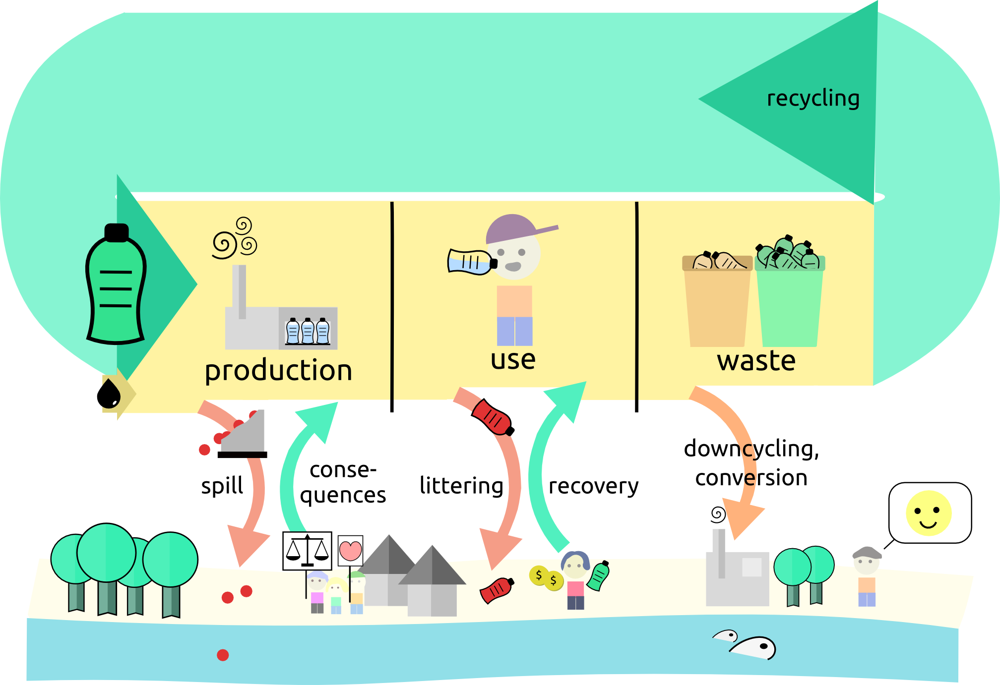 recycling
production
use
waste
spill
conse-
quences
littering
recovery
downcycling,
conversion
$
$